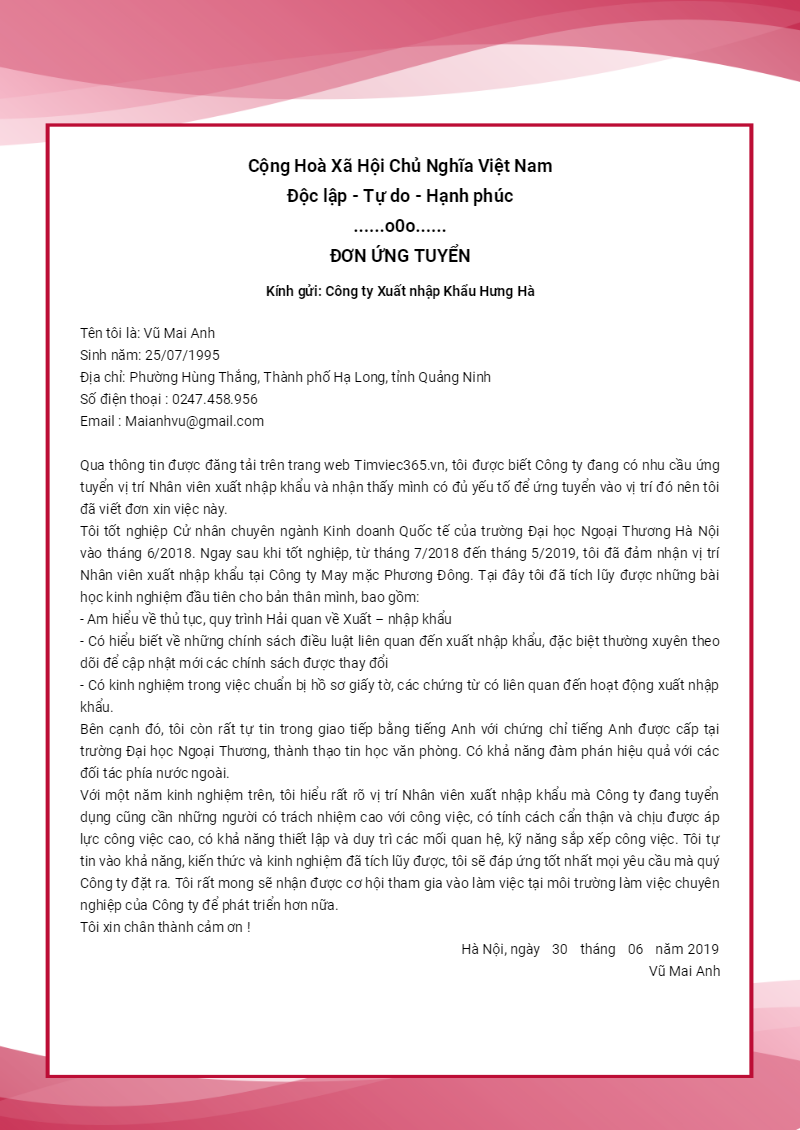 Cộng Hoà Xã Hội Chủ Nghĩa Việt Nam
Độc lập - Tự do - Hạnh phúc
......o0o......
ĐƠN ỨNG TUYỂN
Kính gửi: Công ty Xuất nhập Khẩu Hưng Hà
Tên tôi là: Vũ Mai Anh
Sinh năm: 25/07/1995
Địa chỉ: Phường Hùng Thắng, Thành phố Hạ Long, tỉnh Quảng Ninh
Số điện thoại : 0247.458.956
Email : Maianhvu@gmail.com
Qua thông tin được đăng tải trên trang web Timviec365.vn, tôi được biết Công ty đang có nhu cầu ứng
tuyển vị trí Nhân viên xuất nhập khẩu và nhận thấy mình có đủ yếu tố để ứng tuyển vào vị trí đó nên tôi
đã viết đơn xin việc này.
Tôi tốt nghiệp Cử nhân chuyên ngành Kinh doanh Quốc tế của trường Đại học Ngoại Thương Hà Nội
vào tháng 6/2018. Ngay sau khi tốt nghiệp, từ tháng 7/2018 đến tháng 5/2019, tôi đã đảm nhận vị trí
Nhân viên xuất nhập khẩu tại Công ty May mặc Phương Đông. Tại đây tôi đã tích lũy được những bài
học kinh nghiệm đầu tiên cho bản thân mình, bao gồm:
- Am hiểu về thủ tục, quy trình Hải quan về Xuất – nhập khẩu
- Có hiểu biết về những chính sách điều luật liên quan đến xuất nhập khẩu, đặc biệt thường xuyên theo
dõi để cập nhật mới các chính sách được thay đổi
- Có kinh nghiệm trong việc chuẩn bị hồ sơ giấy tờ, các chứng từ có liên quan đến hoạt động xuất nhập
khẩu.
Bên cạnh đó, tôi còn rất tự tin trong giao tiếp bằng tiếng Anh với chứng chỉ tiếng Anh được cấp tại
trường Đại học Ngoại Thương, thành thạo tin học văn phòng. Có khả năng đàm phán hiệu quả với các
đối tác phía nước ngoài.
Với một năm kinh nghiệm trên, tôi hiểu rất rõ vị trí Nhân viên xuất nhập khẩu mà Công ty đang tuyển
dụng cũng cần những người có trách nhiệm cao với công việc, có tính cách cẩn thận và chịu được áp
lực công việc cao, có khả năng thiết lập và duy trì các mối quan hệ, kỹ năng sắp xếp công việc. Tôi tự
tin vào khả năng, kiến thức và kinh nghiệm đã tích lũy được, tôi sẽ đáp ứng tốt nhất mọi yêu cầu mà quý
Công ty đặt ra. Tôi rất mong sẽ nhận được cơ hội tham gia vào làm việc tại môi trường làm việc chuyên
nghiệp của Công ty để phát triển hơn nữa.
Tôi xin chân thành cảm ơn !
Hà Nội, ngày 30 tháng 06 năm 2019
Vũ Mai Anh